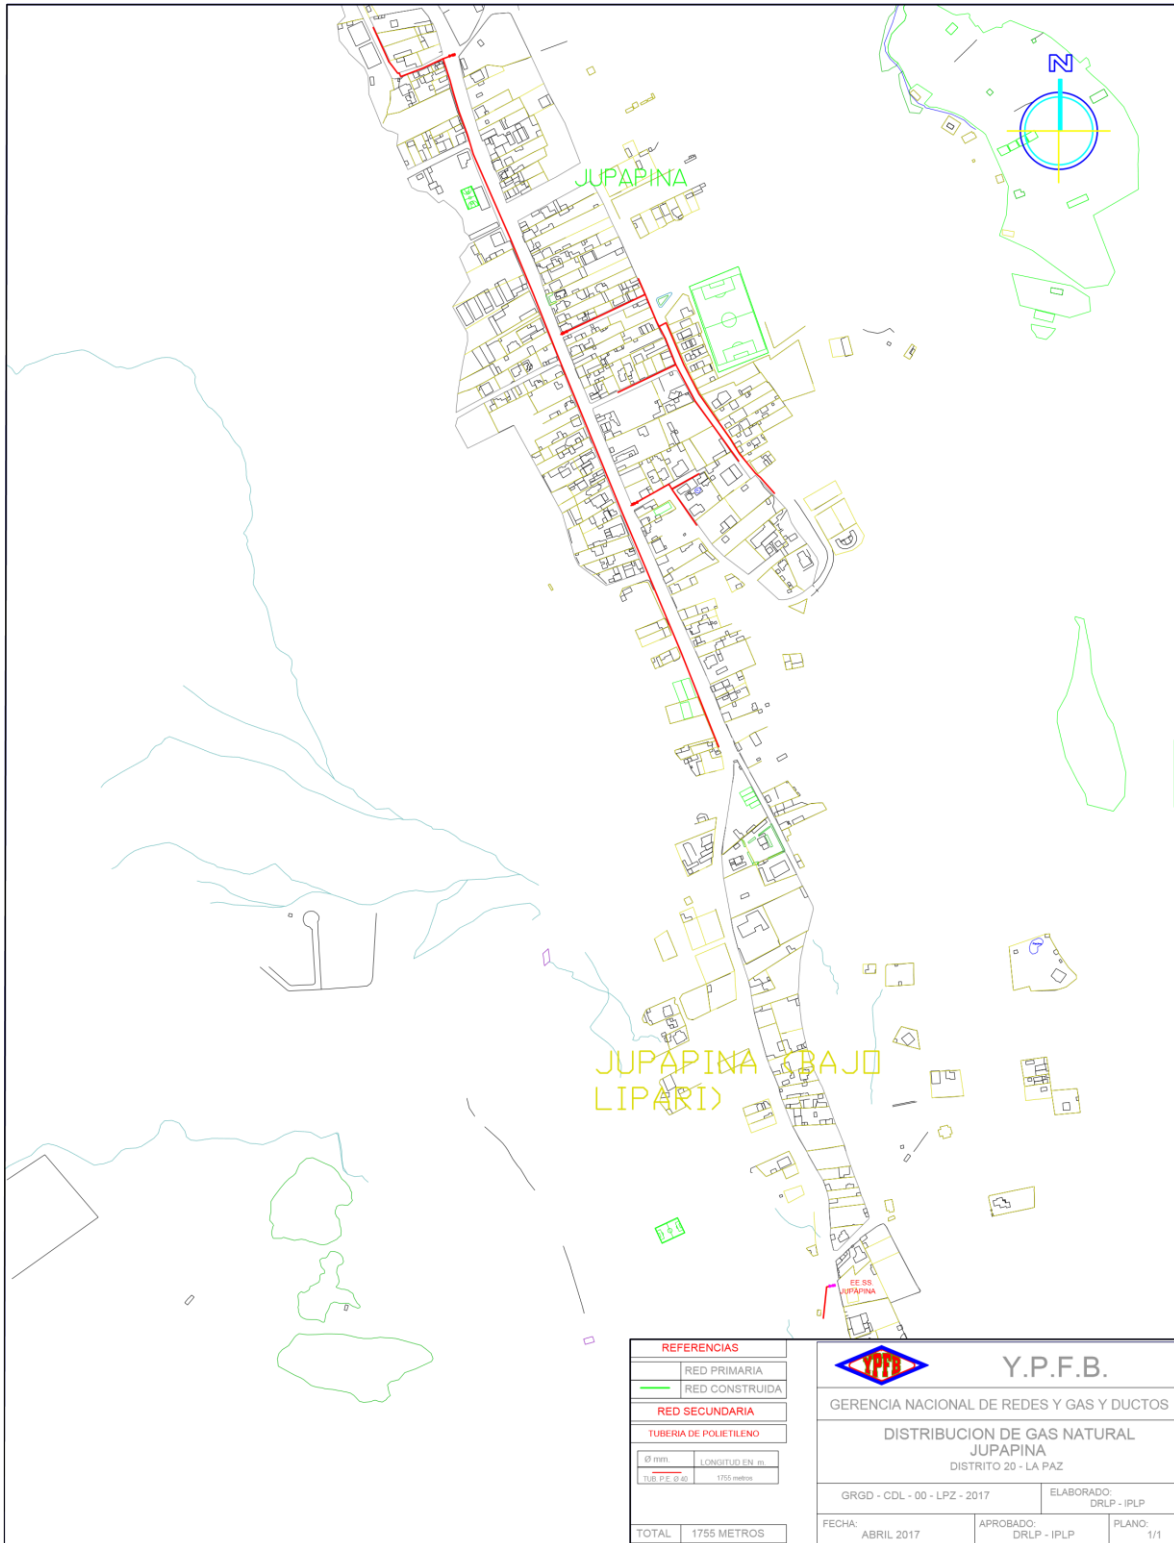 N
JUPAPINA
JUPAPINA (BAJO
LIPARI)
EE.SS
JUPAPINA
REFERENCIAS
RED PRIMARIA
RED CONSTRUIDA
RED SECUNDARIA
TUBERIA DE POLIETILENO
Ø mm. LONGITUD EN m.
TUB. P.E. Ø 40 1755 metros
TOTAL 1755 METROS
YPFB
Y.P.F.B.
GERENCIA NACIONAL DE REDES Y GAS Y DUCTOS
DISTRIBUCION DE GAS NATURAL
JUPAPINA
DISTRITO 20 - LA PAZ
GRGD - CDL - 00 - LPZ - 2017
ELABORADO:
DRLP - IPLP
FECHA:
ABRIL 2017
APROBADO:
DRLP - IPLP
PLANO:
1/1